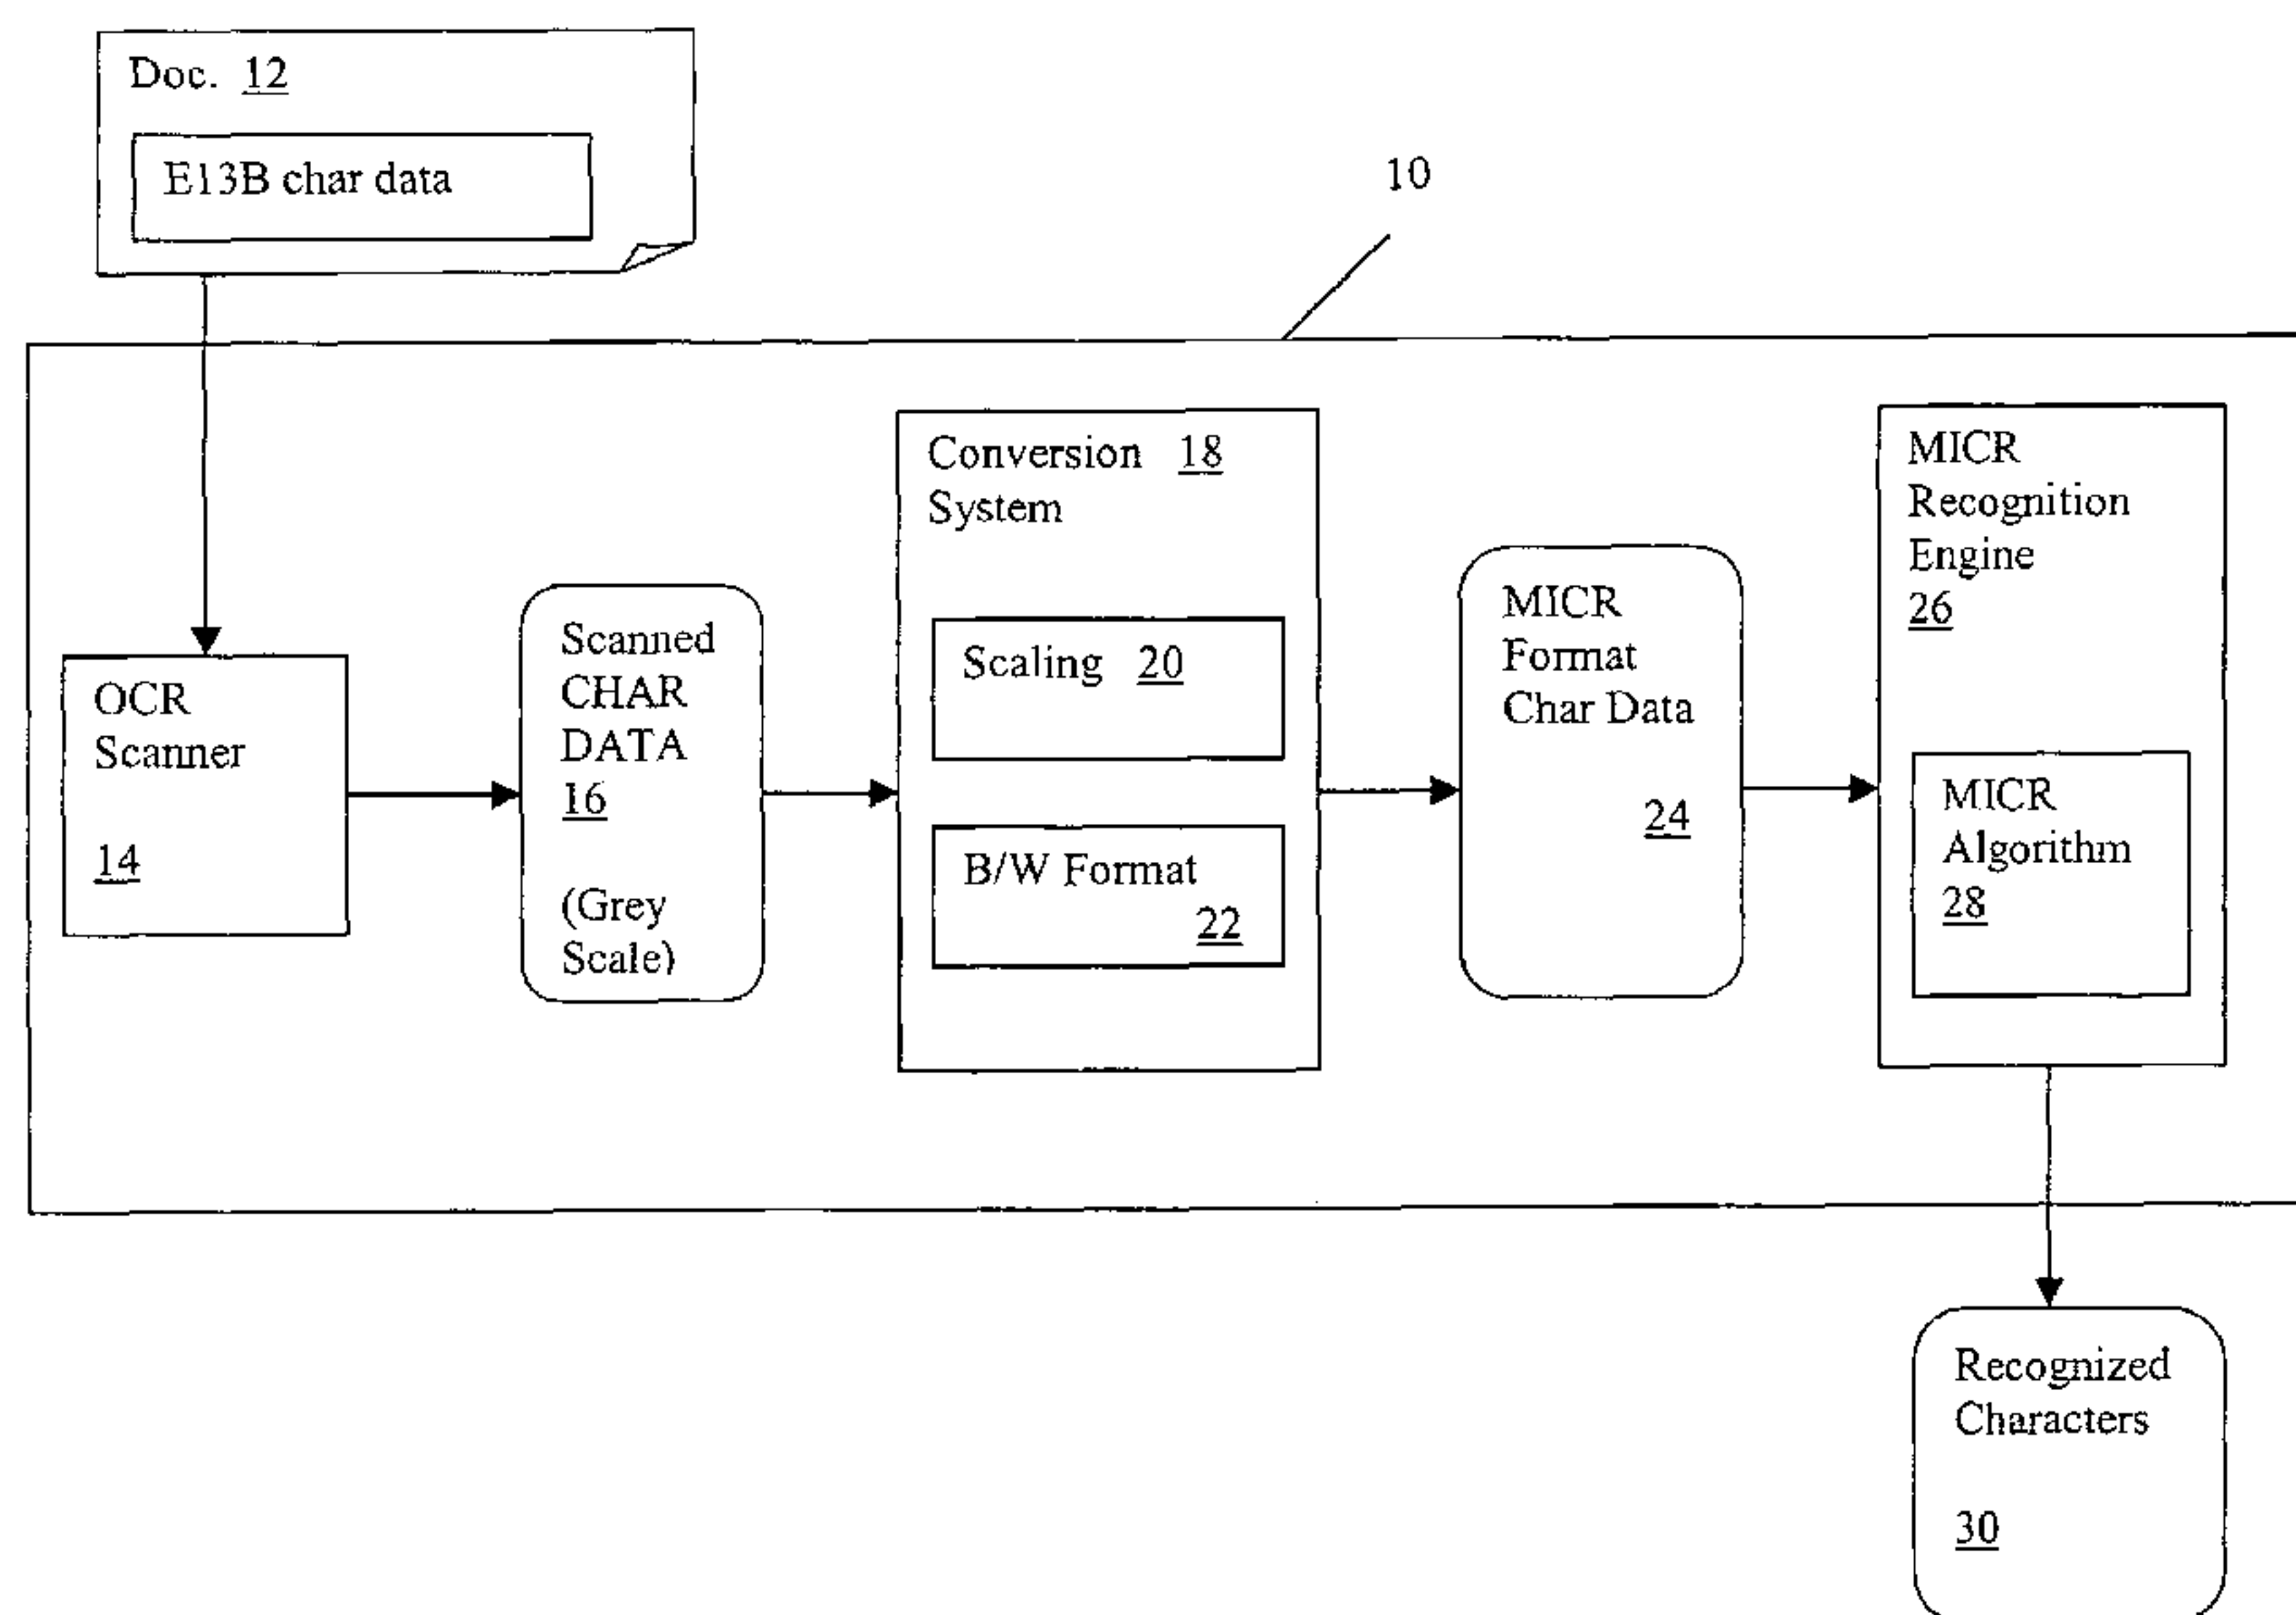 Doc. 12
E13B char data
10
OCR
Scanner
14
Scanned
CHAR
DATA
16
(Grey
Scale)
Conversion 18
System
Scaling 20
B/W Format
22
MICR
Format
Char Data
24
MICR
Recognition
Engine
26
MICR
Algorithm
28
Recognized
Characters
30